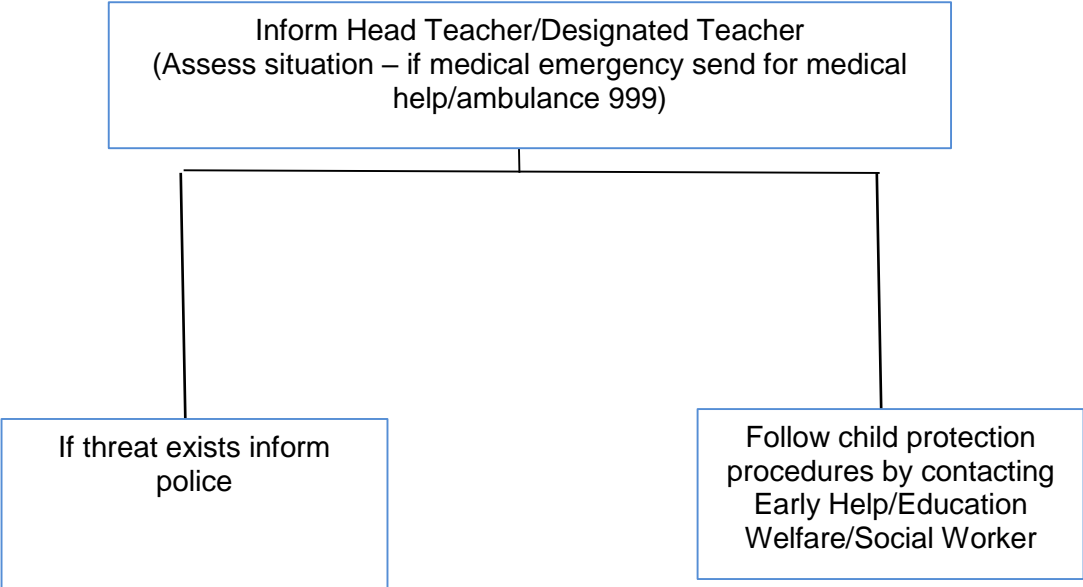 Inform Head Teacher/Designated Teacher
(Assess situation – if medical emergency send for medical
help/ambulance 999)
If threat exists inform
police
Follow child protection
procedures by contacting
Early Help/Education
Welfare/Social Worker